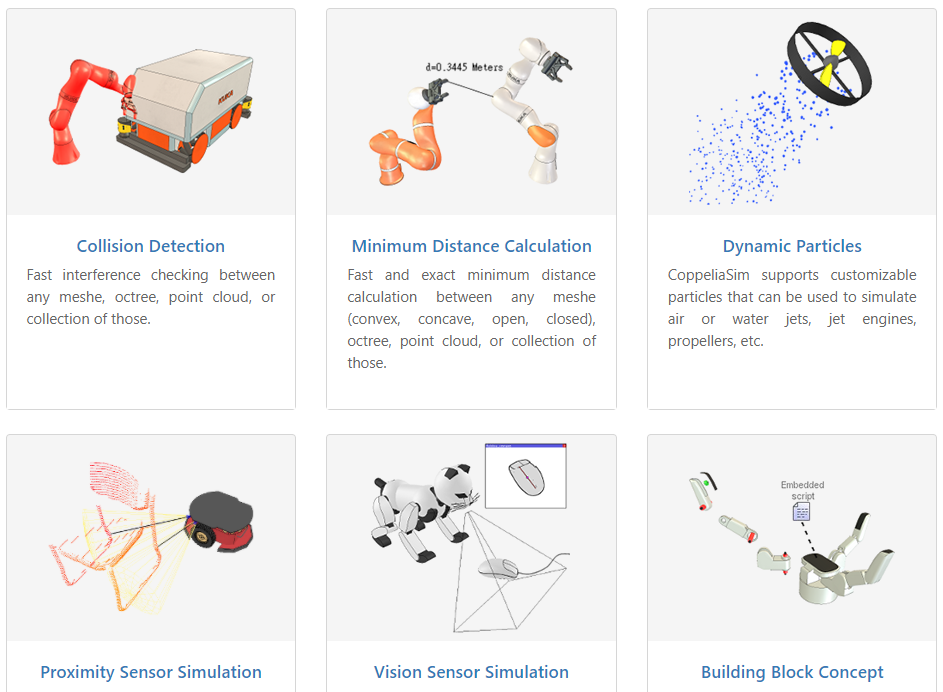 d=0.3445 Meters
Collision Detection
Fast interference checking between
any meshe, octree, point cloud, or
collection of those.
Minimum Distance Calculation
Fast and exact minimum distance
calculation between any meshe
(convex, concave, open, closed),
octree, point cloud, or collection of
those.
Dynamic Particles
CoppeliaSim supports customizable
particles that can be used to simulate
air or water jets, jet engines,
propellers, etc.
Embedded
script
Proximity Sensor Simulation
Vision Sensor Simulation
Building Block Concept